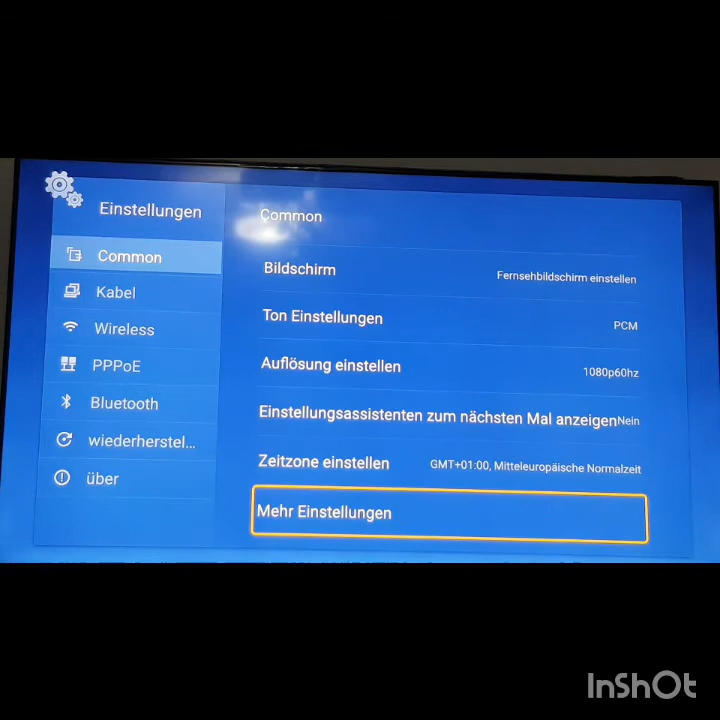 Einstellungen
Common
Kabel
Wireless
PPPoE
Bluetooth
wiederherstel...
über
Common
Bildschirm Fernsehbildschirm einstellen
Ton Einstellungen PCM
Auflösung einstellen 1080p60hz
Einstellungsassistenten zum nächsten Mal anzeigen Nein
Zeitzone einstellen GMT+01:00, Mitteleuropäische Normalzeit
Mehr Einstellungen
InShOt